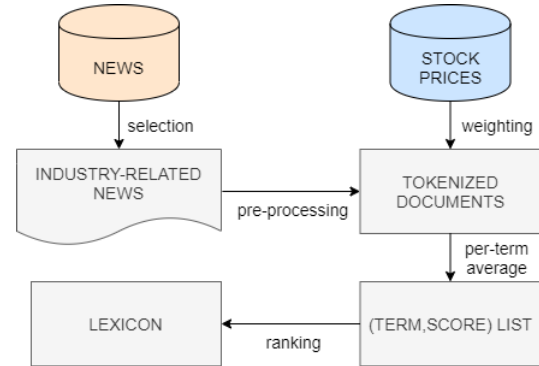 NEWS
STOCK
PRICES
selection
weighting
INDUSTRY-RELATED
NEWS
pre-processing
TOKENIZED
DOCUMENTS
per-term
average
LEXICON
ranking
(TERM,SCORE) LIST